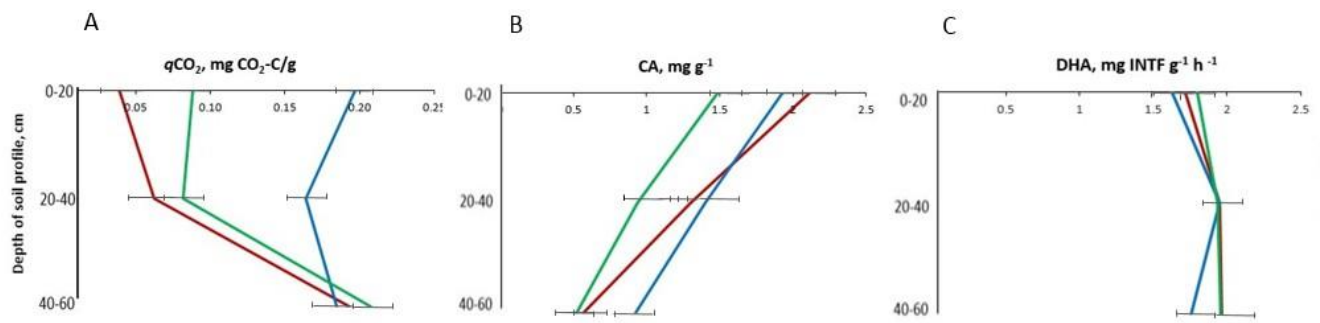 A
qCO₂, mg CO₂-C/g
0-20
0.05 0.10 0.15 0.20 0.25
20-40
40-60
Depth of soil profile, cm
B
CA, mg g⁻¹
0-20
0.5 1 1.5 2 2.5
20-40
40-60
C
DHA, mg INTF g⁻¹ h ⁻¹
0-20
0.5 1 1.5 2 2.5
20-40
40-60